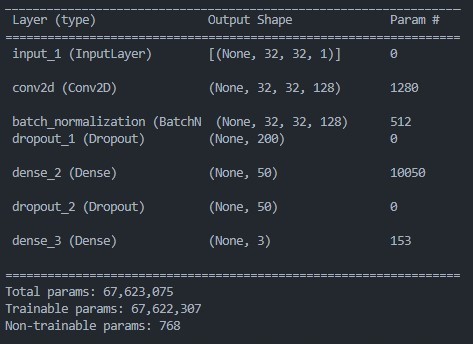 Layer (type) Output Shape Param #
input_1 (InputLayer) [(None, 32, 32, 1)] 0
conv2d (Conv2D) (None, 32, 32, 128) 1280
batch_normalization (BatchN (None, 32, 32, 128) 512
dropout_1 (Dropout) (None, 200) 0
dense_2 (Dense) (None, 50) 10050
dropout_2 (Dropout) (None, 50) 0
dense_3 (Dense) (None, 3) 153
Total params: 67,623,075
Trainable params: 67,622,307
Non-trainable params: 768